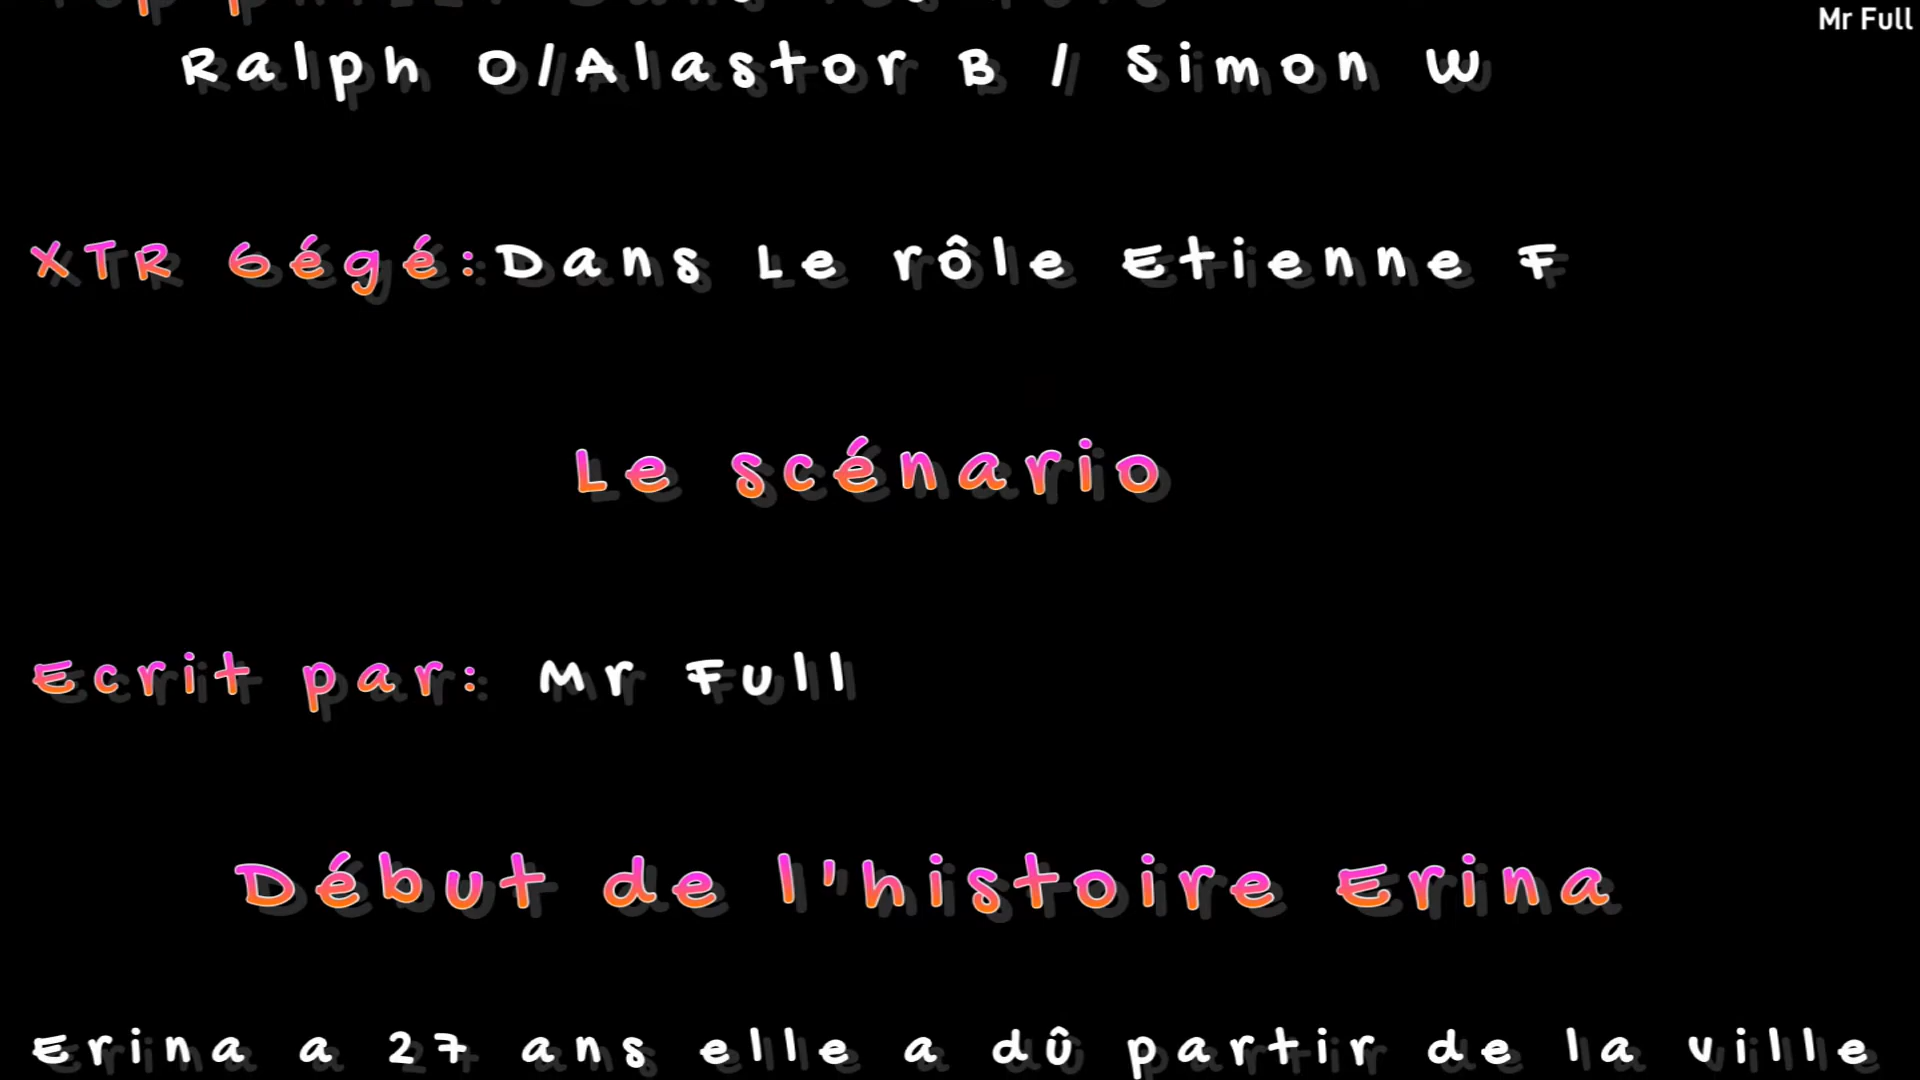 Mr Full
Ralph O/Alastor B / Simon W
XTR Gégé:Dans Le rôle Etienne F
Le scénario
Ecrit par: Mr Full
Début de l'histoire Erina
Erina a 27 ans elle a dû partir de la ville